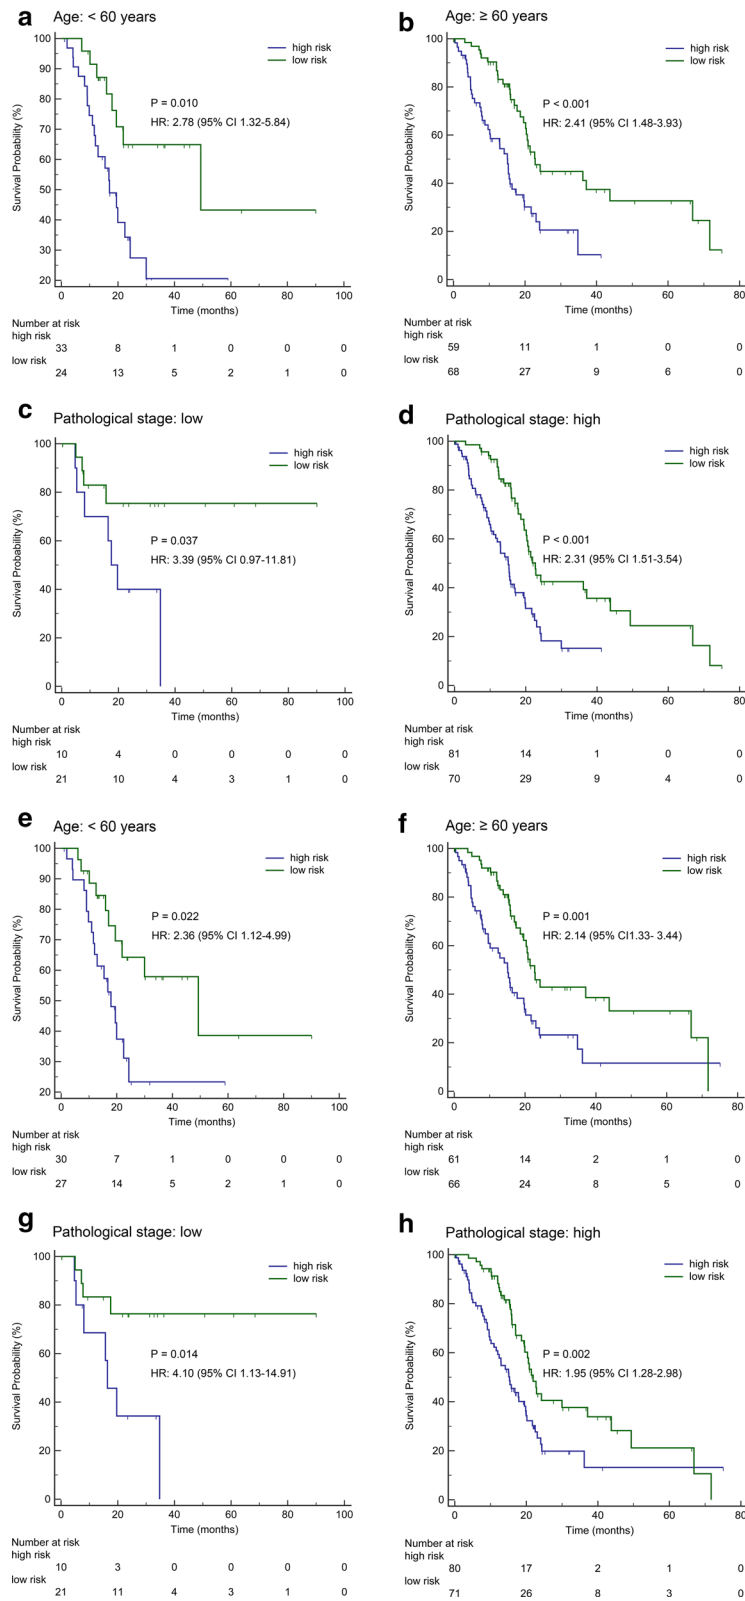 a Age: < 60 years
Survival Probability (%)
100
90
80
70
60
50
40
30
20
high risk
low risk
P = 0.010
HR: 2.78 (95% CI 1.32-5.84)
0 20 40 60 80 100
Time (months)
Number at risk
high risk
33 8 1 0 0 0
low risk
24 13 5 2 1 0
b Age: ≥ 60 years
Survival Probability (%)
100
80
60
40
20
0
high risk
low risk
P < 0.001
HR: 2.41 (95% CI 1.48-3.93)
0 20 40 60 80
Time (months)
Number at risk
high risk
59 11 1 0 0
low risk
68 27 9 6 0
c Pathological stage: low
Survival Probability (%)
100
80
60
40
20
0
high risk
low risk
P = 0.037
HR: 3.39 (95% CI 0.97-11.81)
0 20 40 60 80 100
Time (months)
Number at risk
high risk
10 4 0 0 0 0
low risk
21 10 4 3 1 0
d Pathological stage: high
Survival Probability (%)
100
80
60
40
20
0
high risk
low risk
P < 0.001
HR: 2.31 (95% CI 1.51-3.54)
0 20 40 60 80
Time (months)
Number at risk
high risk
81 14 1 0 0
low risk
70 29 9 4 0
e Age: < 60 years
Survival Probability (%)
100
90
80
70
60
50
40
30
20
high risk
low risk
P = 0.022
HR: 2.36 (95% CI 1.12-4.99)
0 20 40 60 80 100
Time (months)
Number at risk
high risk
30 7 1 0 0 0
low risk
27 14 5 2 1 0
f Age: ≥ 60 years
Survival Probability (%)
100
80
60
40
20
0
high risk
low risk
P = 0.001
HR: 2.14 (95% CI1.33- 3.44)
0 20 40 60 80
Time (months)
Number at risk
high risk
61 14 2 1 0
low risk
66 24 8 5 0
g Pathological stage: low
Survival Probability (%)
100
80
60
40
20
0
high risk
low risk
P = 0.014
HR: 4.10 (95% CI 1.13-14.91)
0 20 40 60 80 100
Time (months)
Number at risk
high risk
10 3 0 0 0 0
low risk
21 11 4 3 1 0
h Pathological stage: high
Survival Probability (%)
100
80
60
40
20
0
high risk
low risk
P = 0.002
HR: 1.95 (95% CI 1.28-2.98)
0 20 40 60 80
Time (months)
Number at risk
high risk
80 17 2 1 0
low risk
71 26 8 3 0